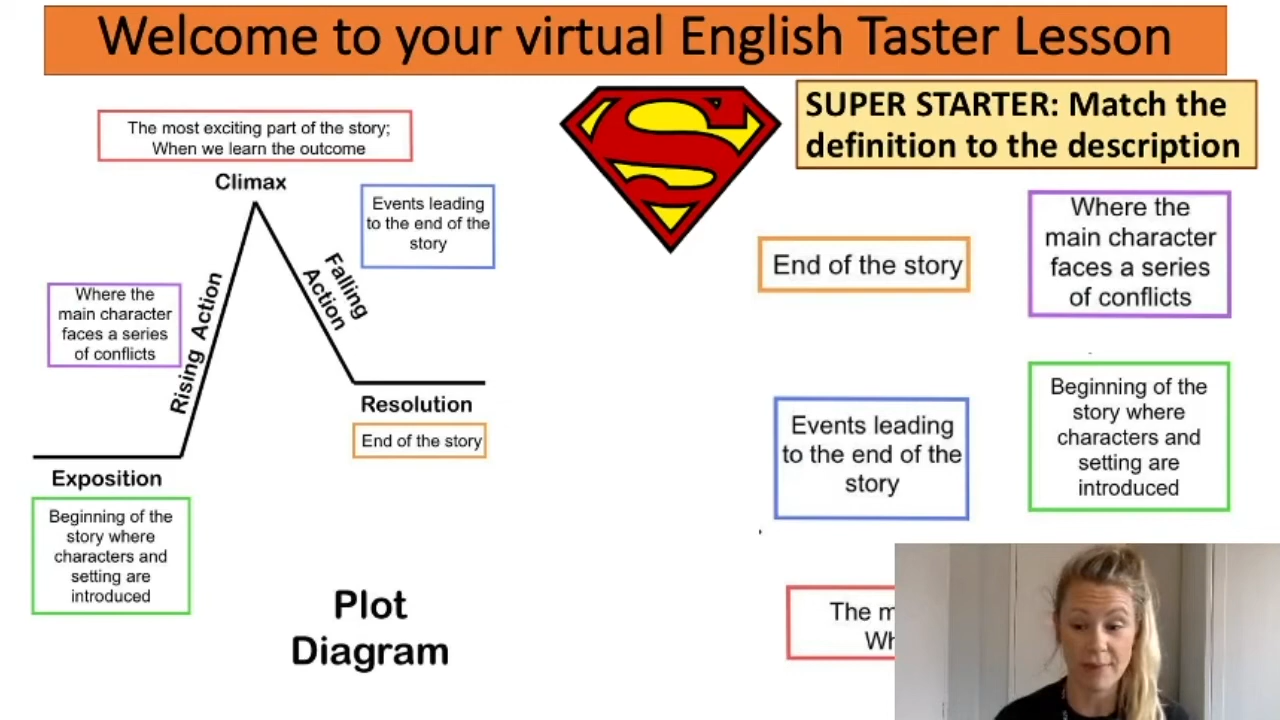 Welcome to your virtual English Taster Lesson
SUPER STARTER: Match the
definition to the description
The most exciting part of the story;
When we learn the outcome
Climax
Events leading
to the end of the
story
Falling
Action
Where the
main character
faces a series
of conflicts
Rising Action
Resolution
End of the story
Exposition
Beginning of the
story where
characters and
setting are
introduced
Plot
Diagram
S
End of the story
Where the
main character
faces a series
of conflicts
Events leading
to the end of the
story
Beginning of the
story where
characters and
setting are
introduced
The